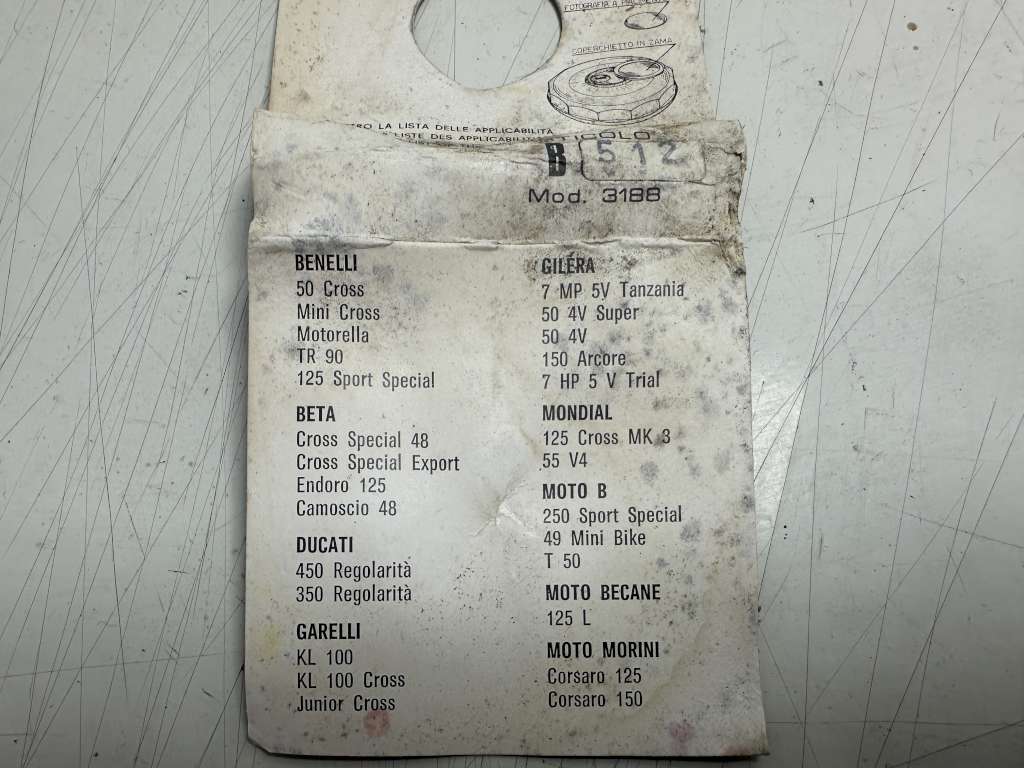 FOTOGRAFIA A
COPERCHIETTO IN ZAMA
LA LISTA DELLE APPLICABILITÀ
LISTE DES
B 512
Mod. 3188
BENELLI
50 Cross
Mini Cross
Motorella
TR 90
125 Sport Special
BETA
Cross Special 48
Cross Special Export
Endoro 125
Camoscio 48
DUCATI
450 Regolarità
350 Regolarità
GARELLI
KL 100
KL 100 Cross
Junior Cross
GILÉRA
7 MP 5V Tanzania
50 4V Super
50 4V
150 Arcore
7 HP 5 V Trial
MONDIAL
125 Cross MK 3
55 V4
MOTO B
250 Sport Special
49 Mini Bike
T 50
MOTO BECANE
125 L
MOTO MORINI
Corsaro 125
Corsaro 150